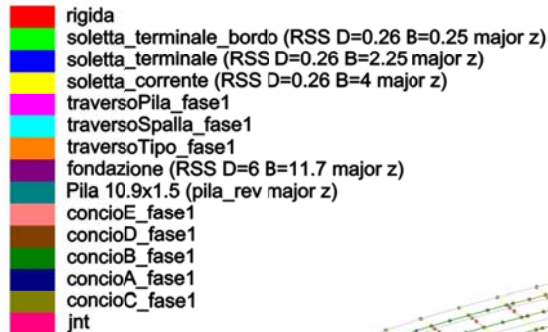 rigida
soletta_terminale_bordo (RSS D=0.26 B=0.25 major z)
soletta_terminale (RSS D=0.26 B=2.25 major z)
soletta_corrente (RSS D=0.26 B=4 major z)
traversoPila_fase1
traversoSpalla_fase1
traversoTipo_fase1
fondazione (RSS D=6 B=11.7 major z)
Pila 10.9x1.5 (pila_rev major z)
concioE_fase1
concioD_fase1
concioB_fase1
concioA_fase1
concioC_fase1
jnt